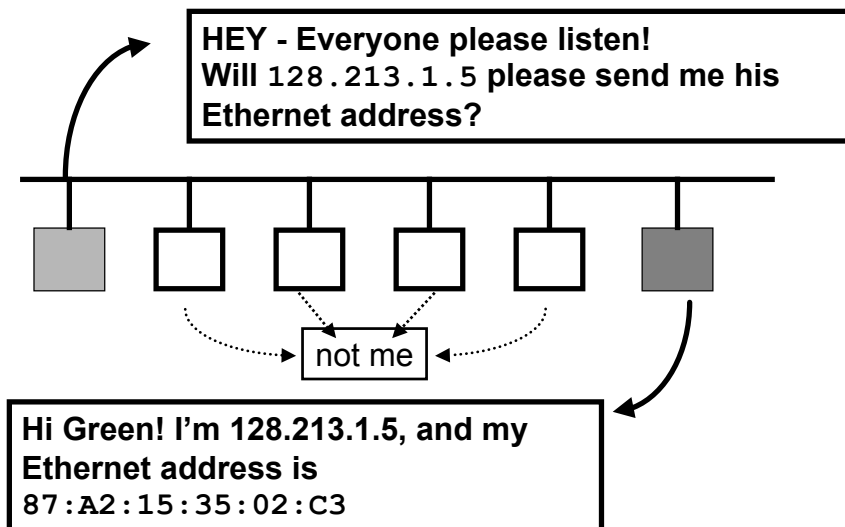 HEY - Everyone please listen!
Will 128.213.1.5 please send me his
Ethernet address?
not me
Hi Green! I'm 128.213.1.5, and my
Ethernet address is
87:A2:15:35:02:C3